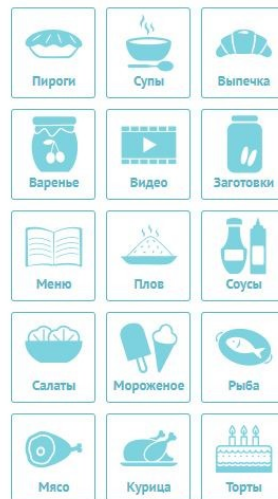 Пироги
Супы
Выпечка
Варенье
Видео
Заготовки
Меню
Плов
Соусы
Салаты
Мороженое
Рыба
Мясо
Курица
Торты